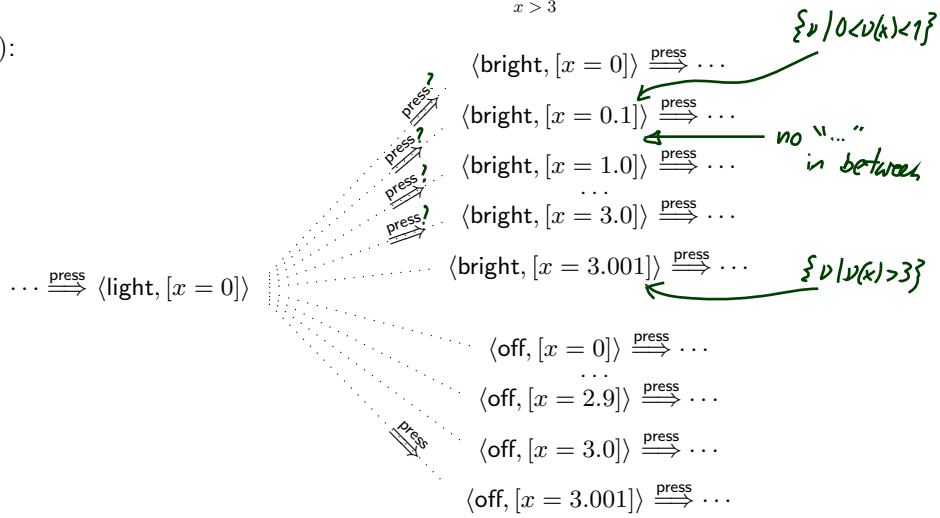 x > 3
):
{ν | 0<ν(x)<1}
⟨bright, [x = 0]⟩ press ⟹ ···
press?
⟨bright, [x = 0.1]⟩ press ⟹ ···
no "..."
in between
press?
⟨bright, [x = 1.0]⟩ press ⟹ ···
···
press?
⟨bright, [x = 3.0]⟩ press ⟹ ···
press?
⟨bright, [x = 3.001]⟩ press ⟹ ···
{ν | ν(x)>3}
··· press ⟹ ⟨light, [x = 0]⟩
⟨off, [x = 0]⟩ press ⟹ ···
···
⟨off, [x = 2.9]⟩ press ⟹ ···
press
⟨off, [x = 3.0]⟩ press ⟹ ···
⟨off, [x = 3.001]⟩ press ⟹ ···